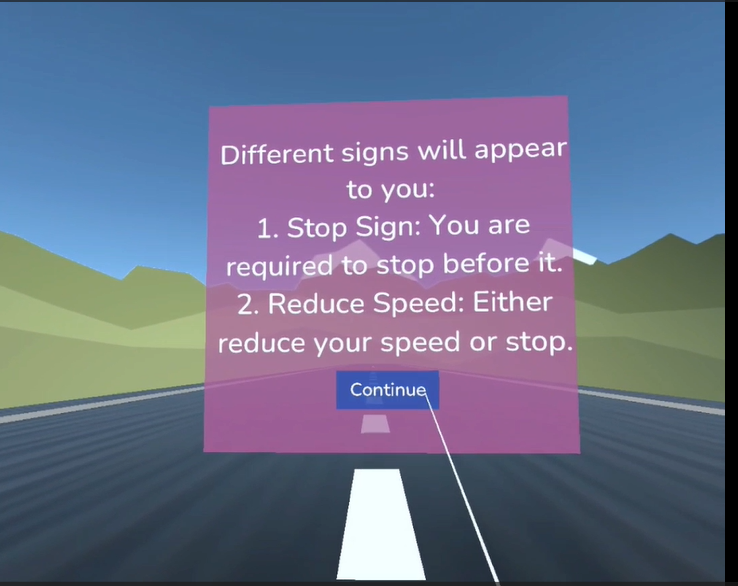 Different signs will appear
to you:
1. Stop Sign: You are
required to stop before it.
2. Reduce Speed: Either
reduce your speed or stop.
Continue